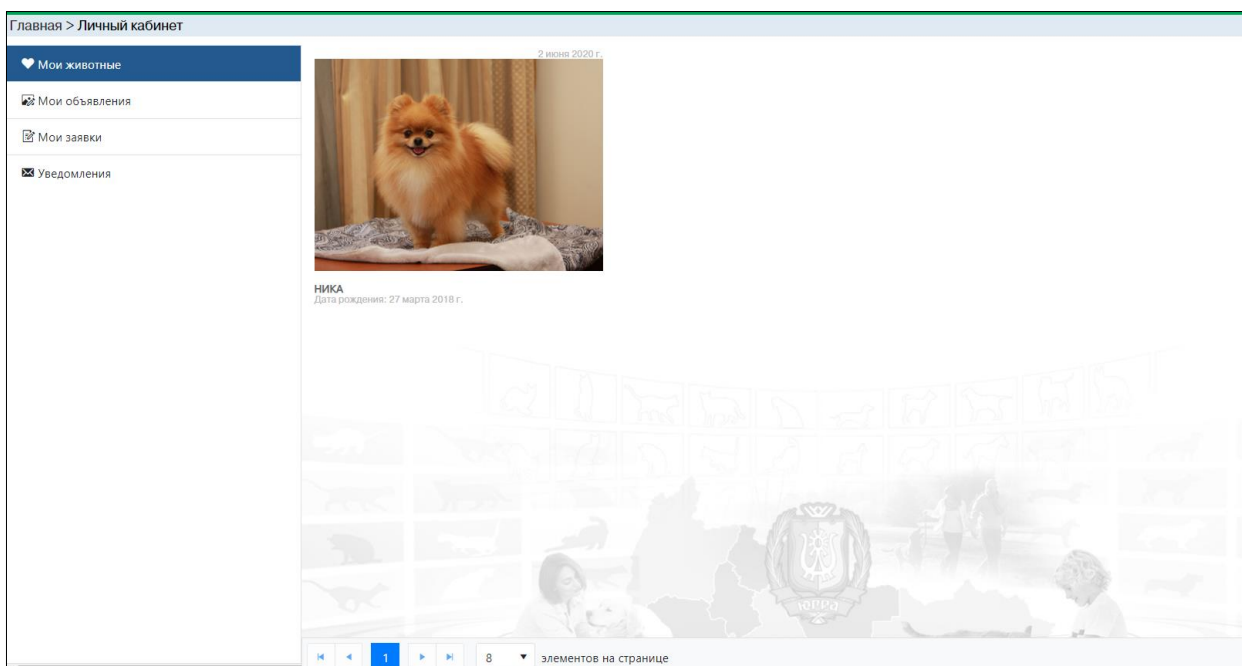 Главная > Личный кабинет
Мои животные
Мои объявления
Мои заявки
Уведомления
2 июня 2020 г.
НИКА
Дата рождения: 27 марта 2018 г.
ЮГРА
1
8
элементов на странице